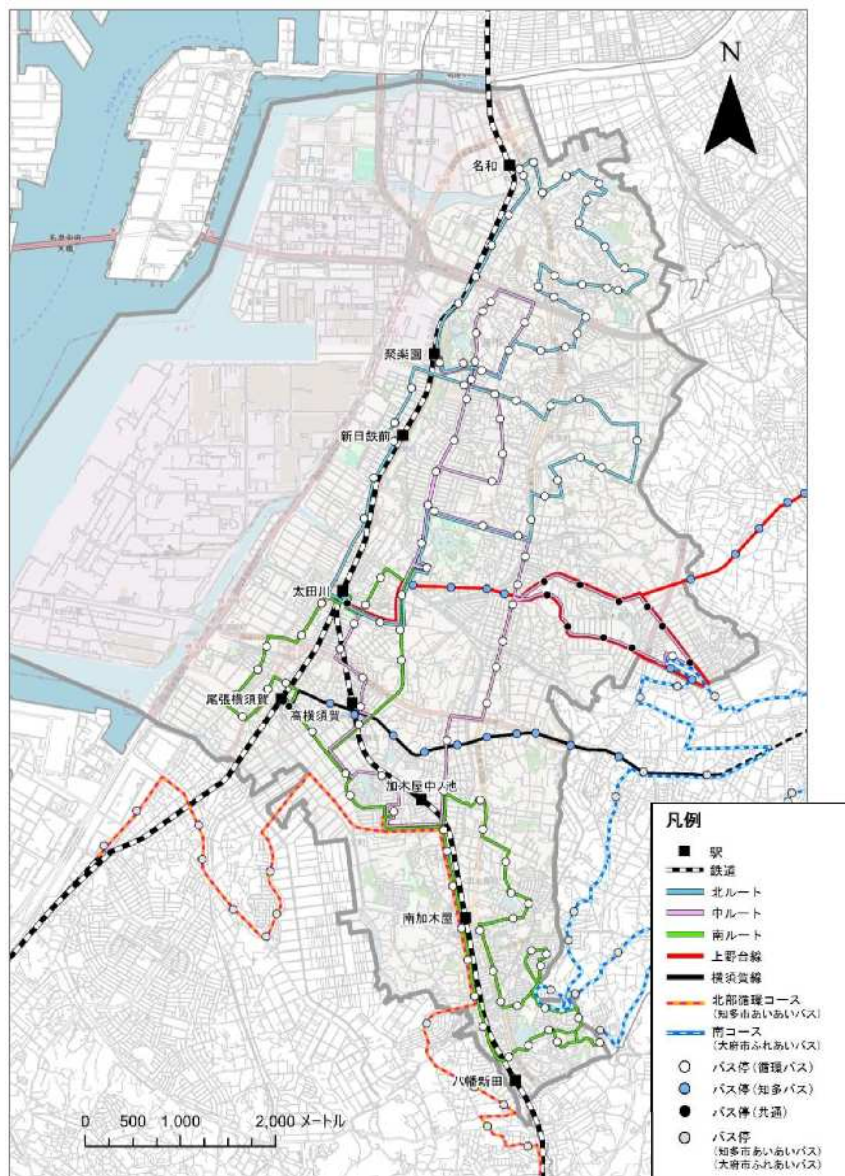 N
名和
聚楽園
新日鉄前
太田川
尾張横須賀
高横須賀
加木屋中ノ池
南加木屋
八幡新田
0 500 1,000 2,000 メートル
凡例
駅
鉄道
北ルート
中ルート
南ルート
上野台線
横須賀線
北部循環コース
(知多市あいあいバス)
南コース
(大府市ふれあいバス)
バス停(循環バス)
バス停(知多バス)
バス停(共通)
バス停
(知多市あいあいバス)
(大府市ふれあいバス)